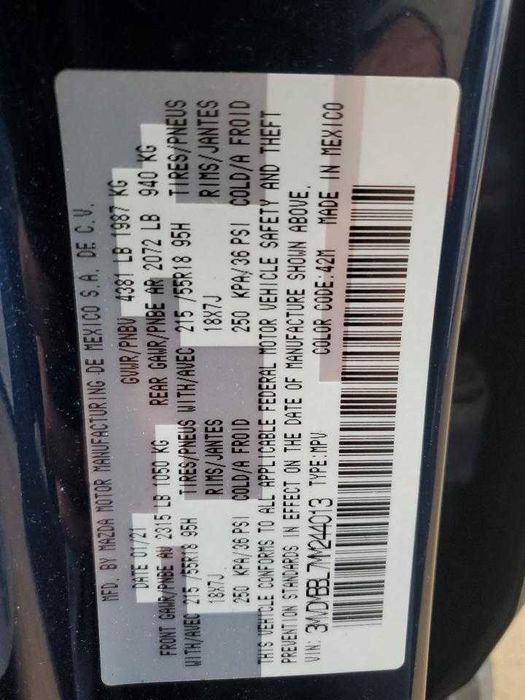 MFD. BY MAZDA MOTOR MANUFACTURING DE MEXICO S.A. DE C.V.
DATE 01/21 GVWR/PNBV 4381 LB 1987 KG
FRONT GAWR/PNBE AV 2315 LB 1050 KG REAR GAWR/PNBE AR 2072 LB 940 KG
WITH/AVEC 215 /55R18 95H TIRES/PNEUS WITH/AVEC 215 /55R18 95H TIRES/PNEUS
18X7J RIMS/JANTES 18X7J RIMS/JANTES
250 KPA/36 PSI COLD/A FROID 250 KPA/36 PSI COLD/A FROID
THIS VEHICLE CONFORMS TO ALL APPLICABLE FEDERAL MOTOR VEHICLE SAFETY AND THEFT
PREVENTION STANDARDS IN EFFECT ON THE DATE OF MANUFACTURE SHOWN ABOVE.
VIN: 3MVDMBBL7MM244013 TYPE:MPV COLOR CODE:42M MADE IN MEXICO